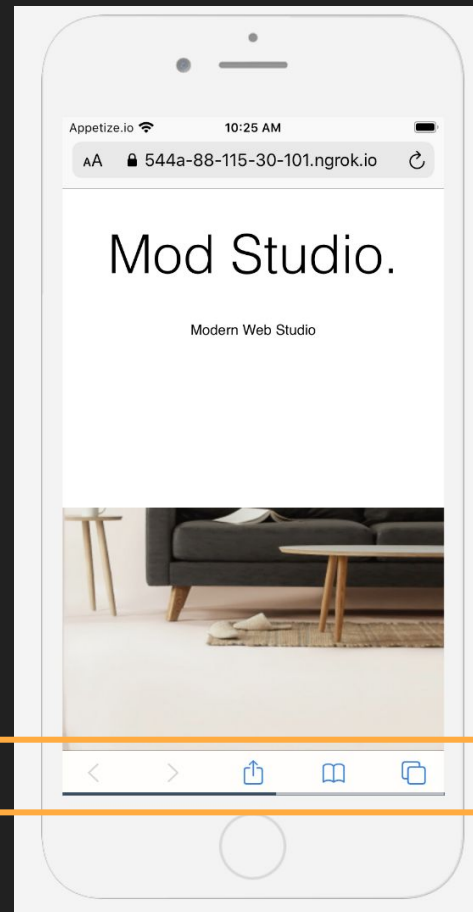 Appetize.io 10:25 AM
AA 544a-88-115-30-101.ngrok.io
Mod Studio.
Modern Web Studio